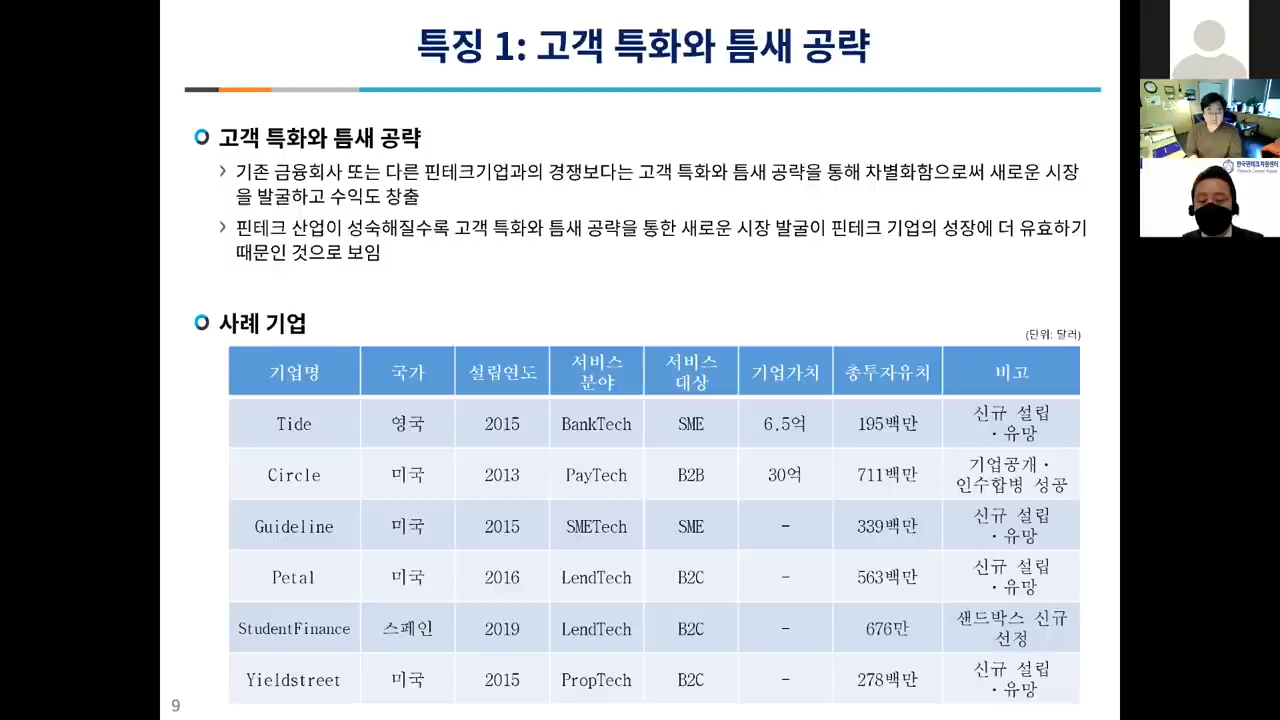 특징 1: 고객 특화와 틈새 공략
고객 특화와 틈새 공략
› 기존 금융회사 또는 다른 핀테크기업과의 경쟁보다는 고객 특화와 틈새 공략을 통해 차별화함으로써 새로운 시장
을 발굴하고 수익도 창출
› 핀테크 산업이 성숙해질수록 고객 특화와 틈새 공략을 통한 새로운 시장 발굴이 핀테크 기업의 성장에 더 유효하기
때문인 것으로 보임
사례 기업
(단위: 달러)
기업명 국가 설립연도 서비스 분야 서비스 대상 기업가치 총투자유치 비고
Tide 영국 2015 BankTech SME 6.5억 195백만 신규 설립 ·유망
Circle 미국 2013 PayTech B2B 30억 711백만 기업공개· 인수합병 성공
Guideline 미국 2015 SMETech SME - 339백만 신규 설립 ·유망
Petal 미국 2016 LendTech B2C - 563백만 신규 설립 ·유망
StudentFinance 스페인 2019 LendTech B2C - 676만 샌드박스 신규 선정
Yieldstreet 미국 2015 PropTech B2C - 278백만 신규 설립 ·유망
9
한국핀테크지원센터